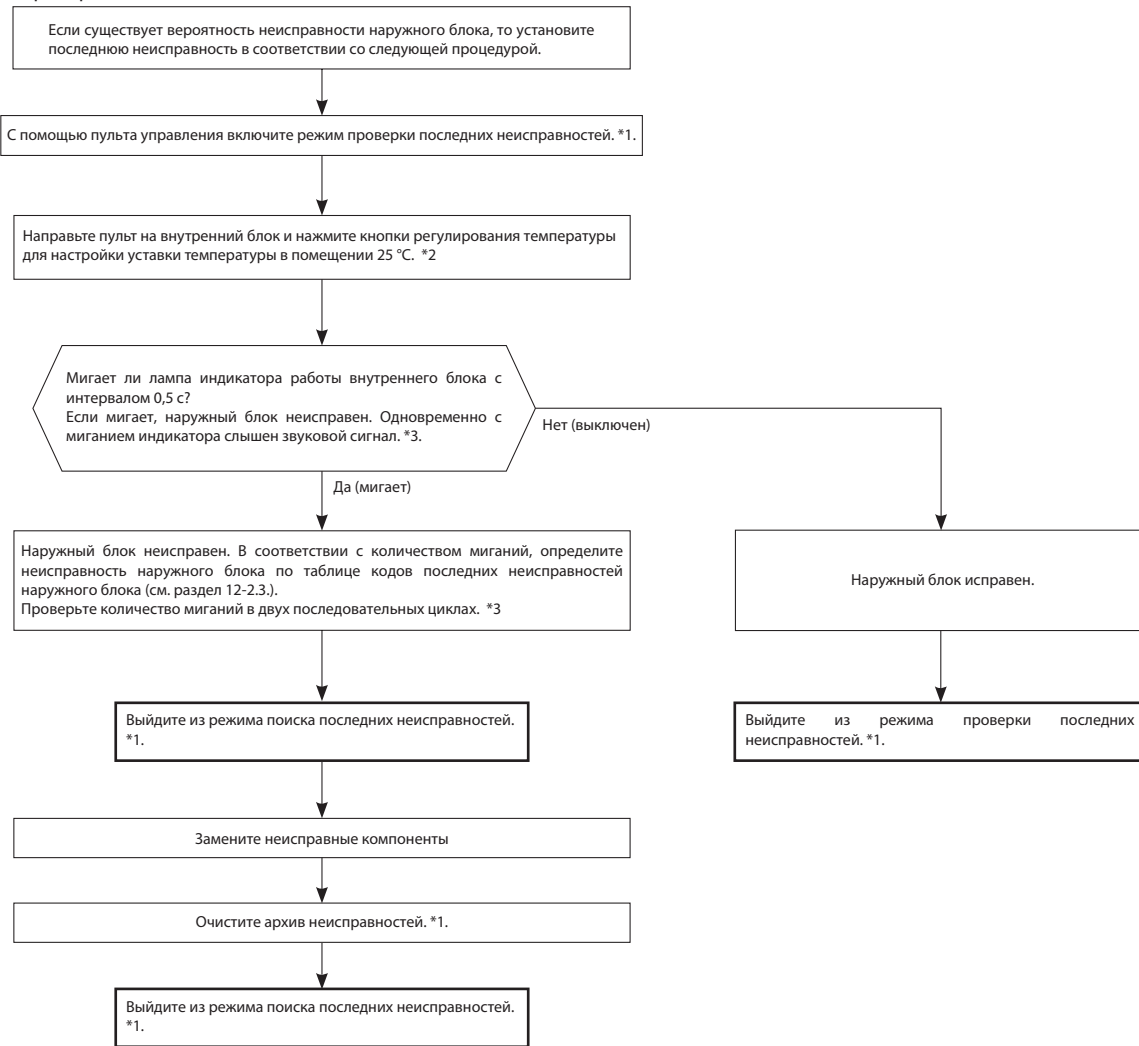 Если существует вероятность неисправности наружного блока, то установите
последнюю неисправность в соответствии со следующей процедурой.
С помощью пульта управления включите режим проверки последних неисправностей. *1.
Направьте пульт на внутренний блок и нажмите кнопки регулирования температуры
для настройки уставки температуры в помещении 25 °C. *2
Мигает ли лампа индикатора работы внутреннего блока с
интервалом 0,5 с?
Если мигает, наружный блок неисправен. Одновременно с
миганием индикатора слышен звуковой сигнал. *3.
Нет (выключен)
Да (мигает)
Наружный блок неисправен. В соответствии с количеством миганий, определите
неисправность наружного блока по таблице кодов последних неисправностей
наружного блока (см. раздел 12-2.3.).
Проверьте количество миганий в двух последовательных циклах. *3
Наружный блок исправен.
Выйдите из режима поиска последних неисправностей.
*1.
Выйдите из режима проверки последних
неисправностей. *1.
Замените неисправные компоненты
Очистите архив неисправностей. *1.
Выйдите из режима поиска последних неисправностей.
*1.